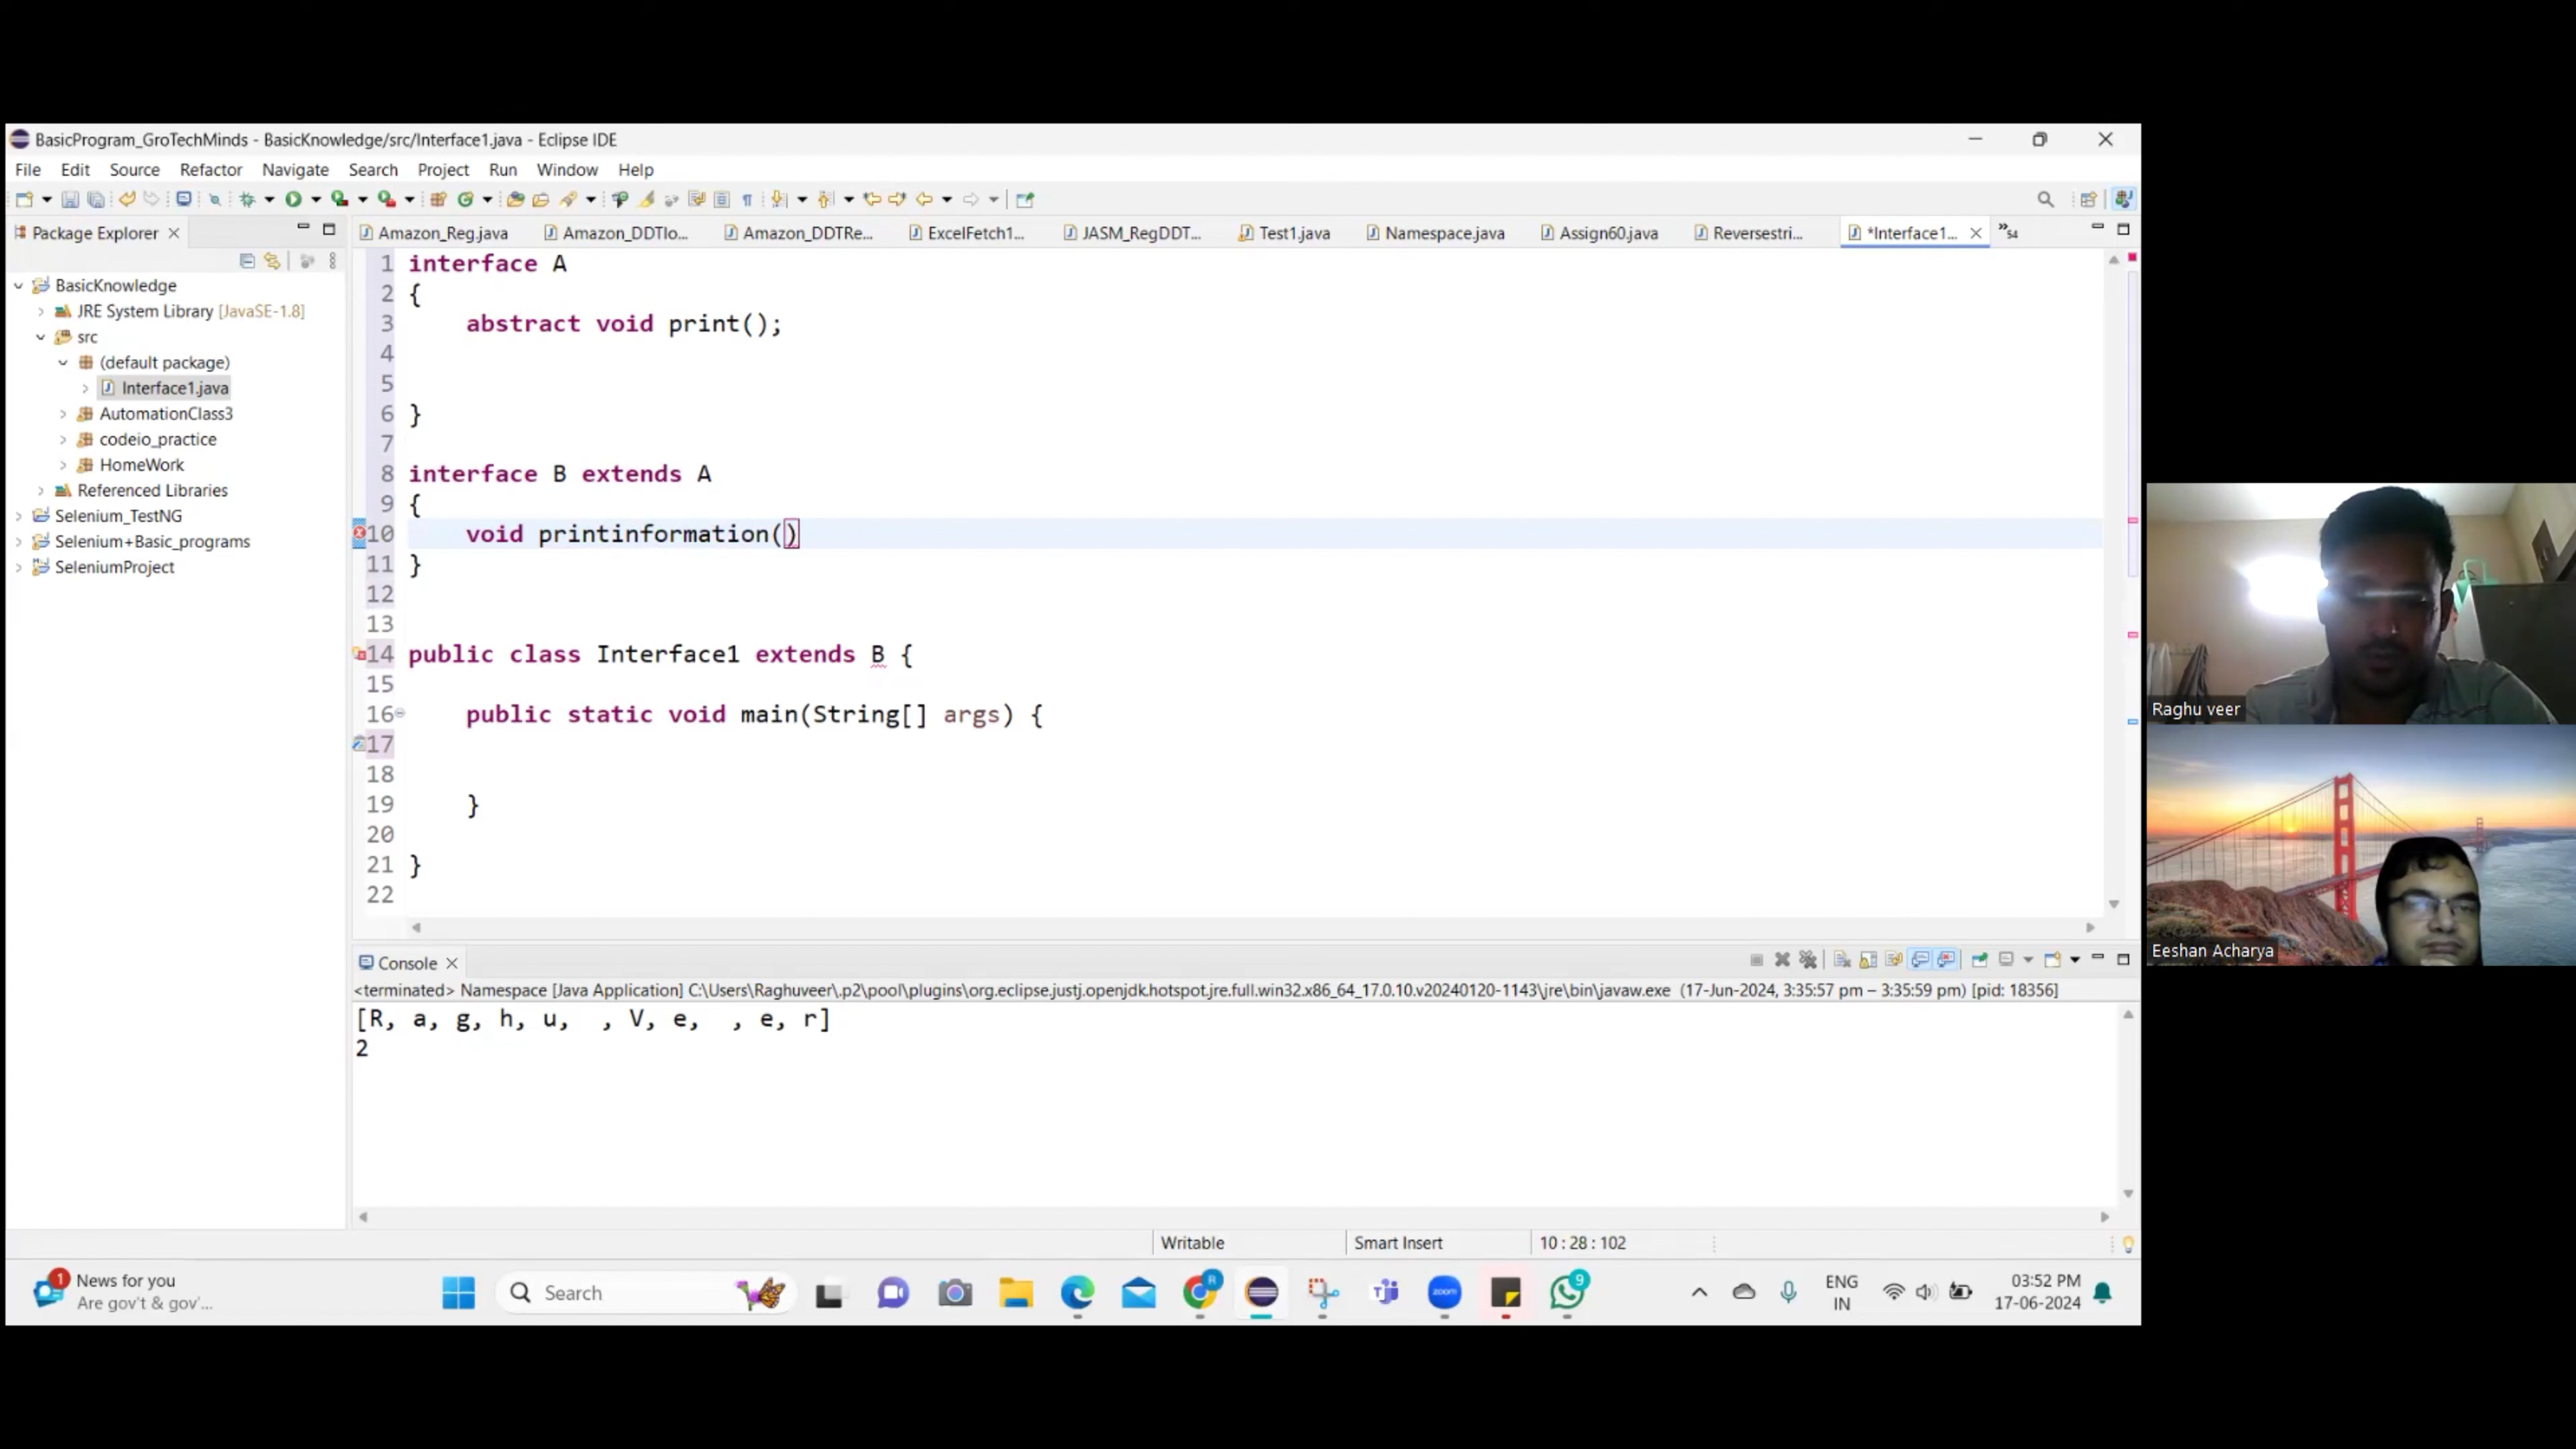 BasicProgram_GroTechMinds - BasicKnowledge/src/Interface1.java - Eclipse IDE
File Edit Source Refactor Navigate Search Project Run Window Help
Package Explorer
Amazon_Reg.java Amazon_DDTlo... Amazon_DDTRe... ExcelFetch1... JASM_RegDDT... Test1.java Namespace.java Assign60.java Reversestri... *Interface1... »54
BasicKnowledge
JRE System Library [JavaSE-1.8]
src
(default package)
Interface1.java
AutomationClass3
codeio_practice
HomeWork
Referenced Libraries
Selenium_TestNG
Selenium+Basic_programs
SeleniumProject
1 interface A
2 {
3 abstract void print();
4
5
6 }
7
8 interface B extends A
9 {
10 void printinformation()
11 }
12
13
14 public class Interface1 extends B {
15
16 public static void main(String[] args) {
17
18
19 }
20
21 }
22
Console
<terminated> Namespace [Java Application] C:\Users\Raghuveer\.p2\pool\plugins\org.eclipse.justj.openjdk.hotspot.jre.full.win32.x86_64_17.0.10.v20240120-1143\jre\bin\javaw.exe (17-Jun-2024, 3:35:57 pm – 3:35:59 pm) [pid: 18356]
[R, a, g, h, u,  , V, e,  , e, r]
2
Writable Smart Insert 10 : 28 : 102
Raghu veer
Eeshan Acharya
1
News for you
Are gov't & gov'...
Search
R
zoom
9
ENG
IN
03:52 PM
17-06-2024